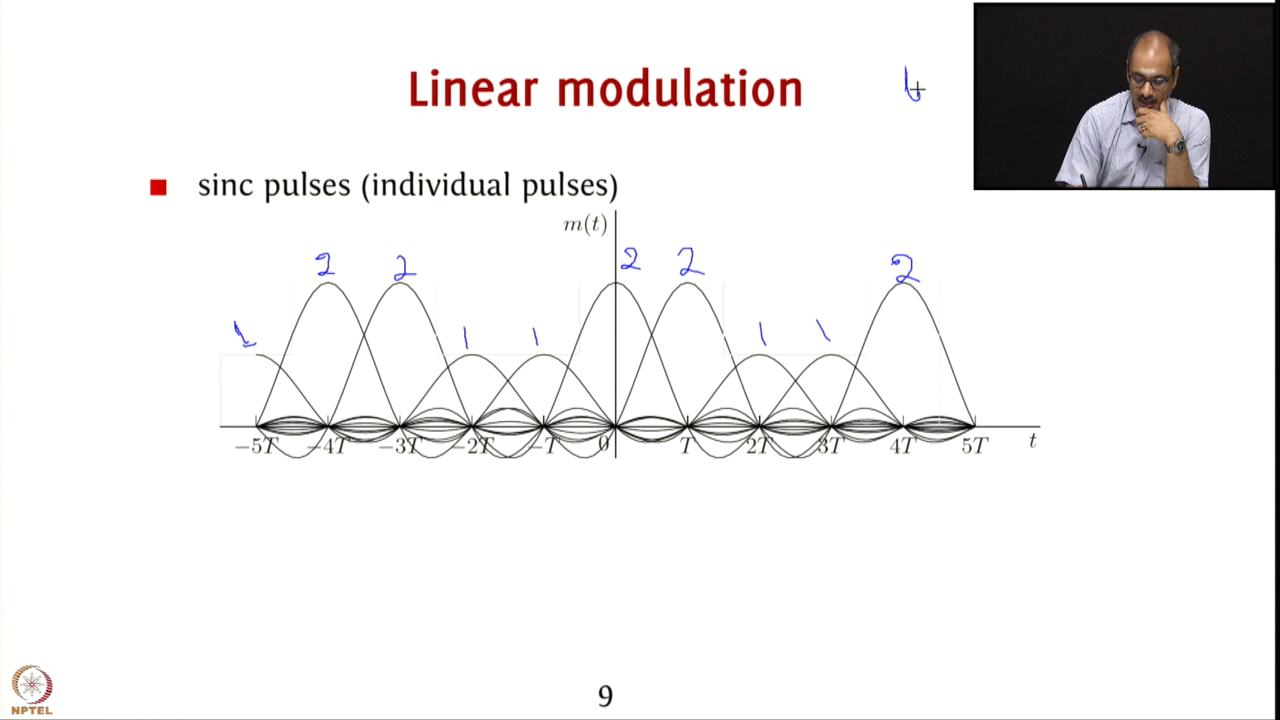 Linear modulation
sinc pulses (individual pulses)
m(t)
2 2 2 2 2
1 1 1 1 1
−5T −4T −3T −2T −T 0 T 2T 3T 4T 5T t
NPTEL
9